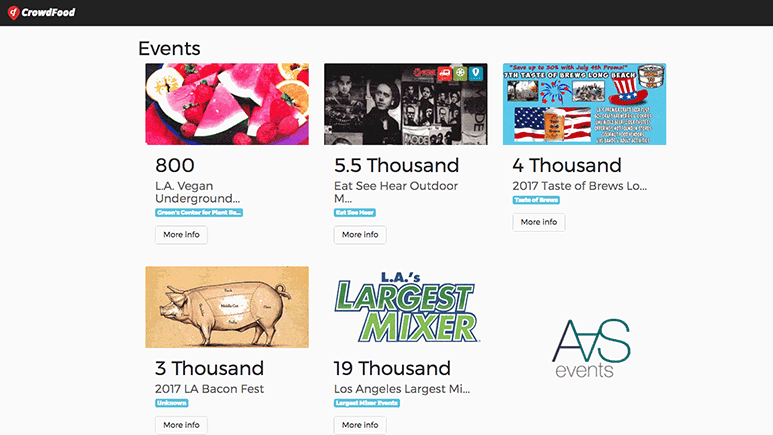 CrowdFood
Events
"Save up to 50% with July 4th Promo!"
7TH TASTE OF BREWS LONG BEACH
800
L.A. Vegan
Underground...
Green's Center for Plant Ba...
More info
5.5 Thousand
Eat See Hear Outdoor
M...
Eat See Hear
More info
4 Thousand
2017 Taste of Brews Lo...
Taste of Brews
More info
L.A.'s
LARGEST
MIXER
AAS
events
3 Thousand
2017 LA Bacon Fest
Unknown
More info
19 Thousand
Los Angeles Largest Mi...
Largest Mixer Events
More info